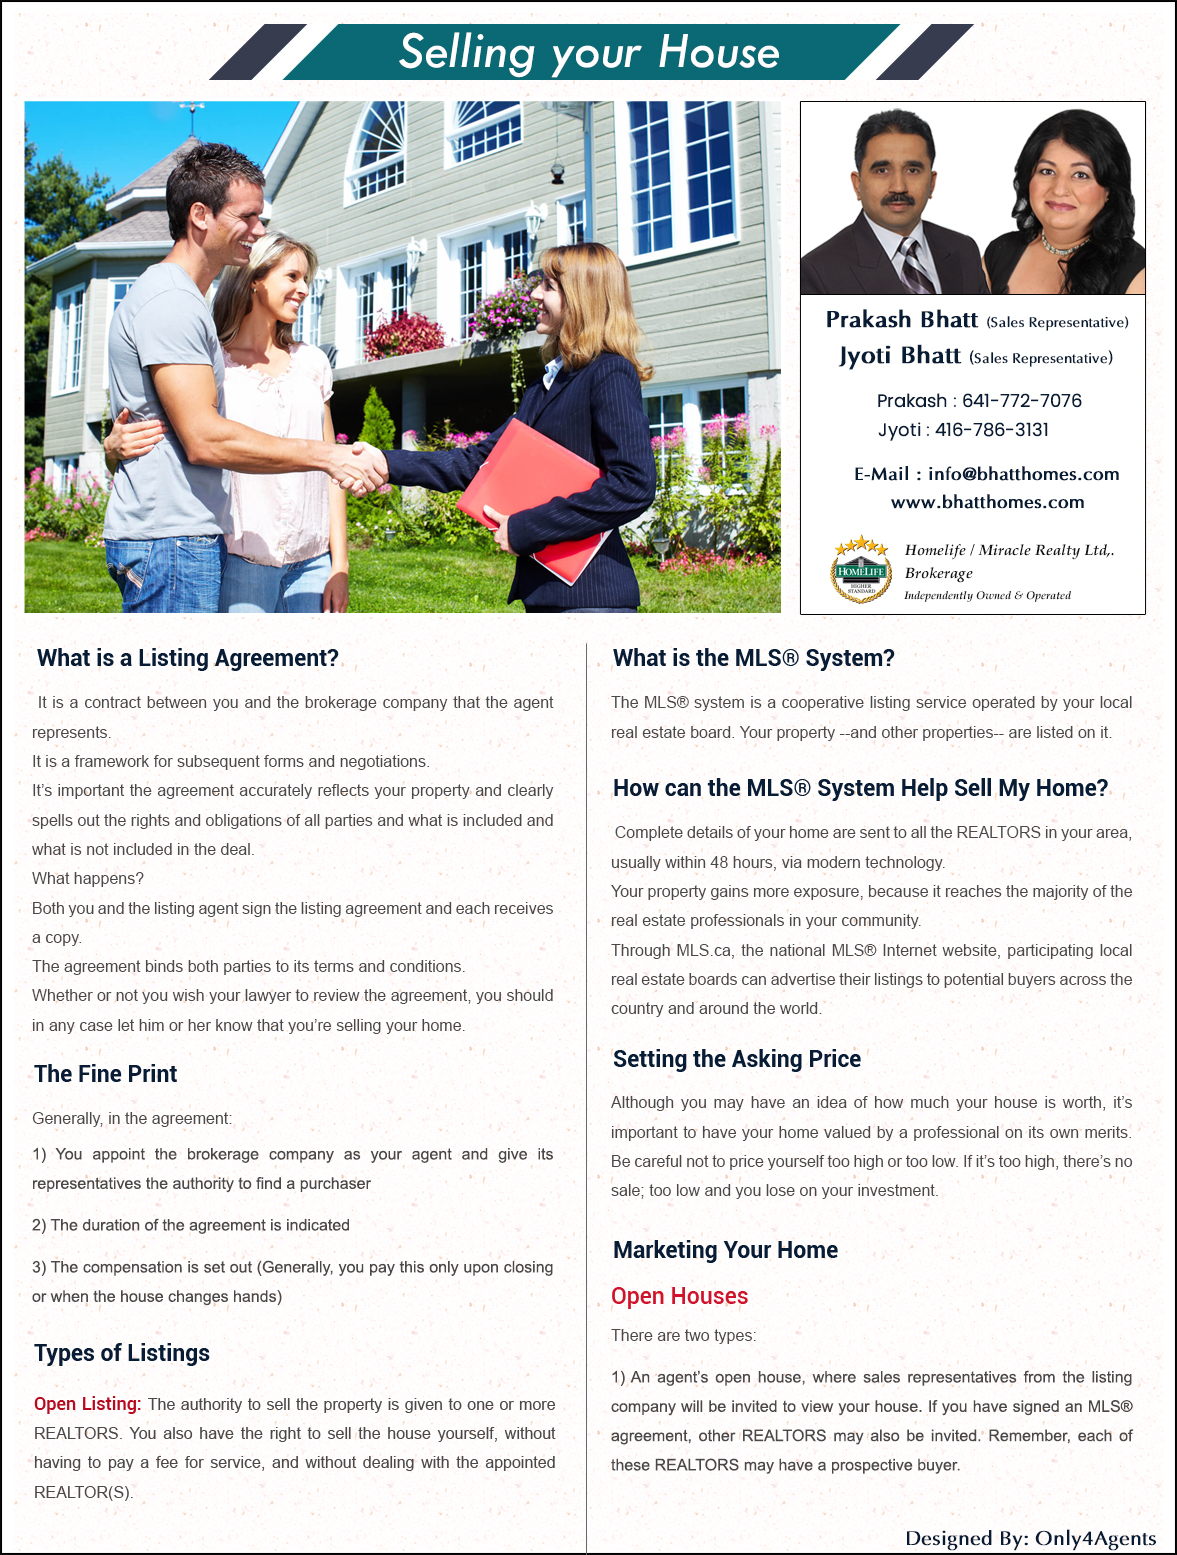 Selling your House
Prakash Bhatt (Sales Representative)
Jyoti Bhatt (Sales Representative)
Prakash : 641-772-7076
Jyoti : 416-786-3131
E-Mail : info@bhatthomes.com
www.bhatthomes.com
HOMELIFE
HIGHER
STANDARD
Homelife / Miracle Realty Ltd,.
Brokerage
Independently Owned & Operated
What is a Listing Agreement?
It is a contract between you and the brokerage company that the agent
represents.
It is a framework for subsequent forms and negotiations.
It's important the agreement accurately reflects your property and clearly
spells out the rights and obligations of all parties and what is included and
what is not included in the deal.
What happens?
Both you and the listing agent sign the listing agreement and each receives
a copy.
The agreement binds both parties to its terms and conditions.
Whether or not you wish your lawyer to review the agreement, you should
in any case let him or her know that you're selling your home.
The Fine Print
Generally, in the agreement:
1) You appoint the brokerage company as your agent and give its
representatives the authority to find a purchaser
2) The duration of the agreement is indicated
3) The compensation is set out (Generally, you pay this only upon closing
or when the house changes hands)
Types of Listings
Open Listing: The authority to sell the property is given to one or more
REALTORS. You also have the right to sell the house yourself, without
having to pay a fee for service, and without dealing with the appointed
REALTOR(S).
What is the MLS® System?
The MLS® system is a cooperative listing service operated by your local
real estate board. Your property --and other properties-- are listed on it.
How can the MLS® System Help Sell My Home?
Complete details of your home are sent to all the REALTORS in your area,
usually within 48 hours, via modern technology.
Your property gains more exposure, because it reaches the majority of the
real estate professionals in your community.
Through MLS.ca, the national MLS® Internet website, participating local
real estate boards can advertise their listings to potential buyers across the
country and around the world.
Setting the Asking Price
Although you may have an idea of how much your house is worth, it's
important to have your home valued by a professional on its own merits.
Be careful not to price yourself too high or too low. If it's too high, there's no
sale; too low and you lose on your investment.
Marketing Your Home
Open Houses
There are two types:
1) An agent's open house, where sales representatives from the listing
company will be invited to view your house. If you have signed an MLS®
agreement, other REALTORS may also be invited. Remember, each of
these REALTORS may have a prospective buyer.
Designed By: Only4Agents